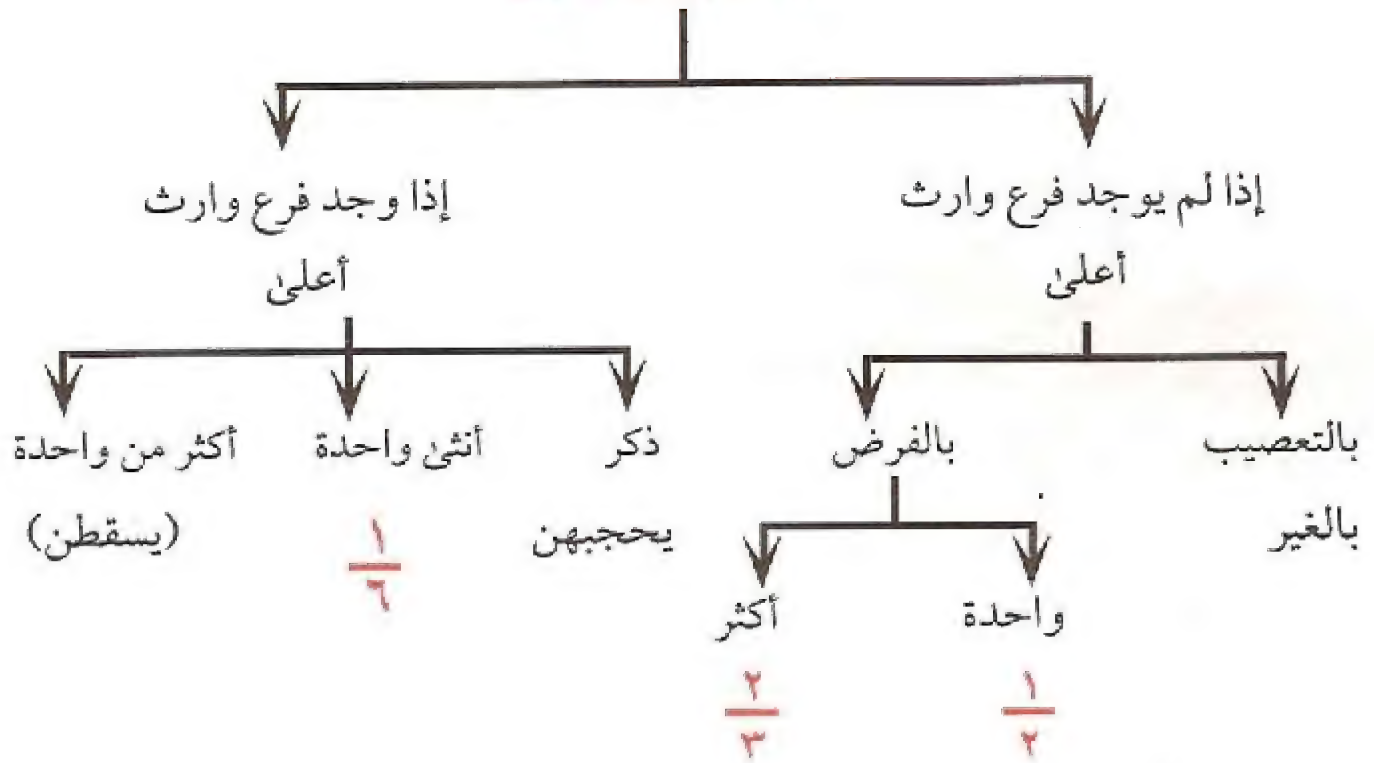 إذا لم يوجد فرع وارث
أعلىٰ
إذا وجد فرع وارث
أعلىٰ
بالتعصيب
بالغير
بالفرض
واحدة
١
٢
أكثر
٢
٣
ذكر
يحجبهن
أنثىٰ واحدة
١
٦
أكثر من واحدة
(يسقطن)